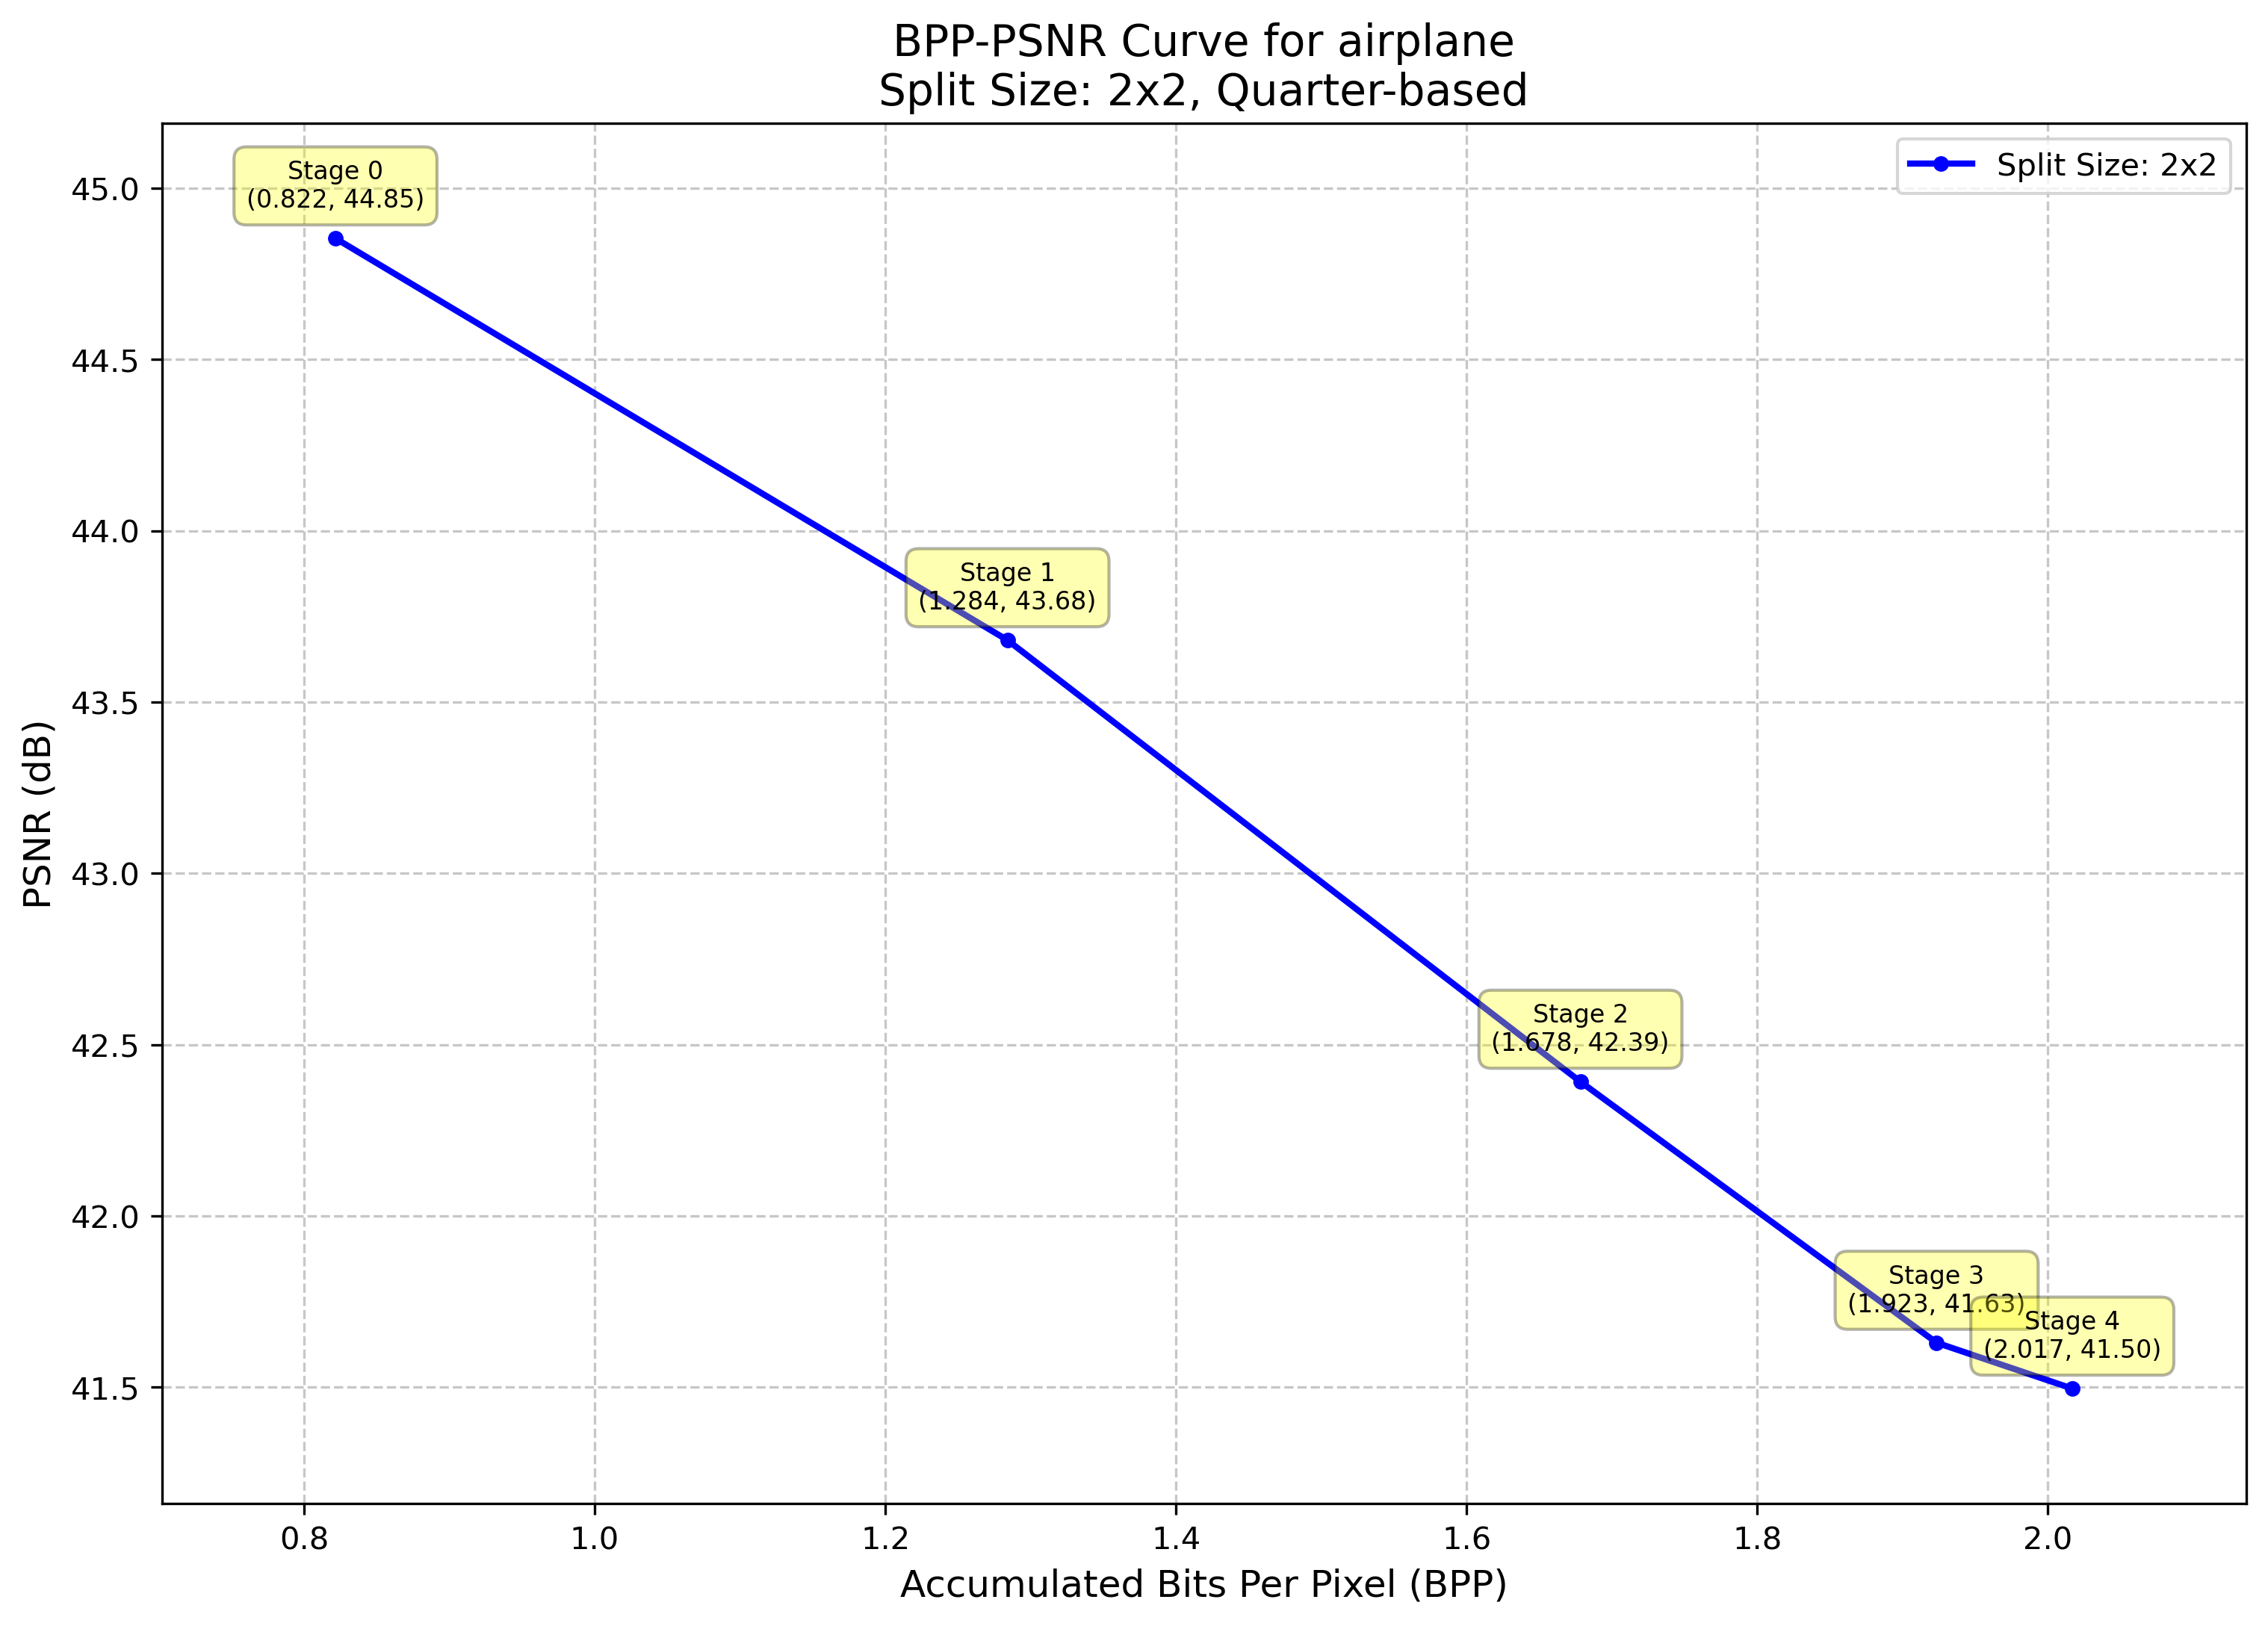 BPP-PSNR Curve for airplane
Split Size: 2x2, Quarter-based
Split Size: 2x2
Stage 0
(0.822, 44.85)
Stage 1
(1.284, 43.68)
Stage 2
(1.678, 42.39)
Stage 3
(1.923, 41.63)
Stage 4
(2.017, 41.50)
PSNR (dB)
45.0
44.5
44.0
43.5
43.0
42.5
42.0
41.5
0.8 1.0 1.2 1.4 1.6 1.8 2.0
Accumulated Bits Per Pixel (BPP)